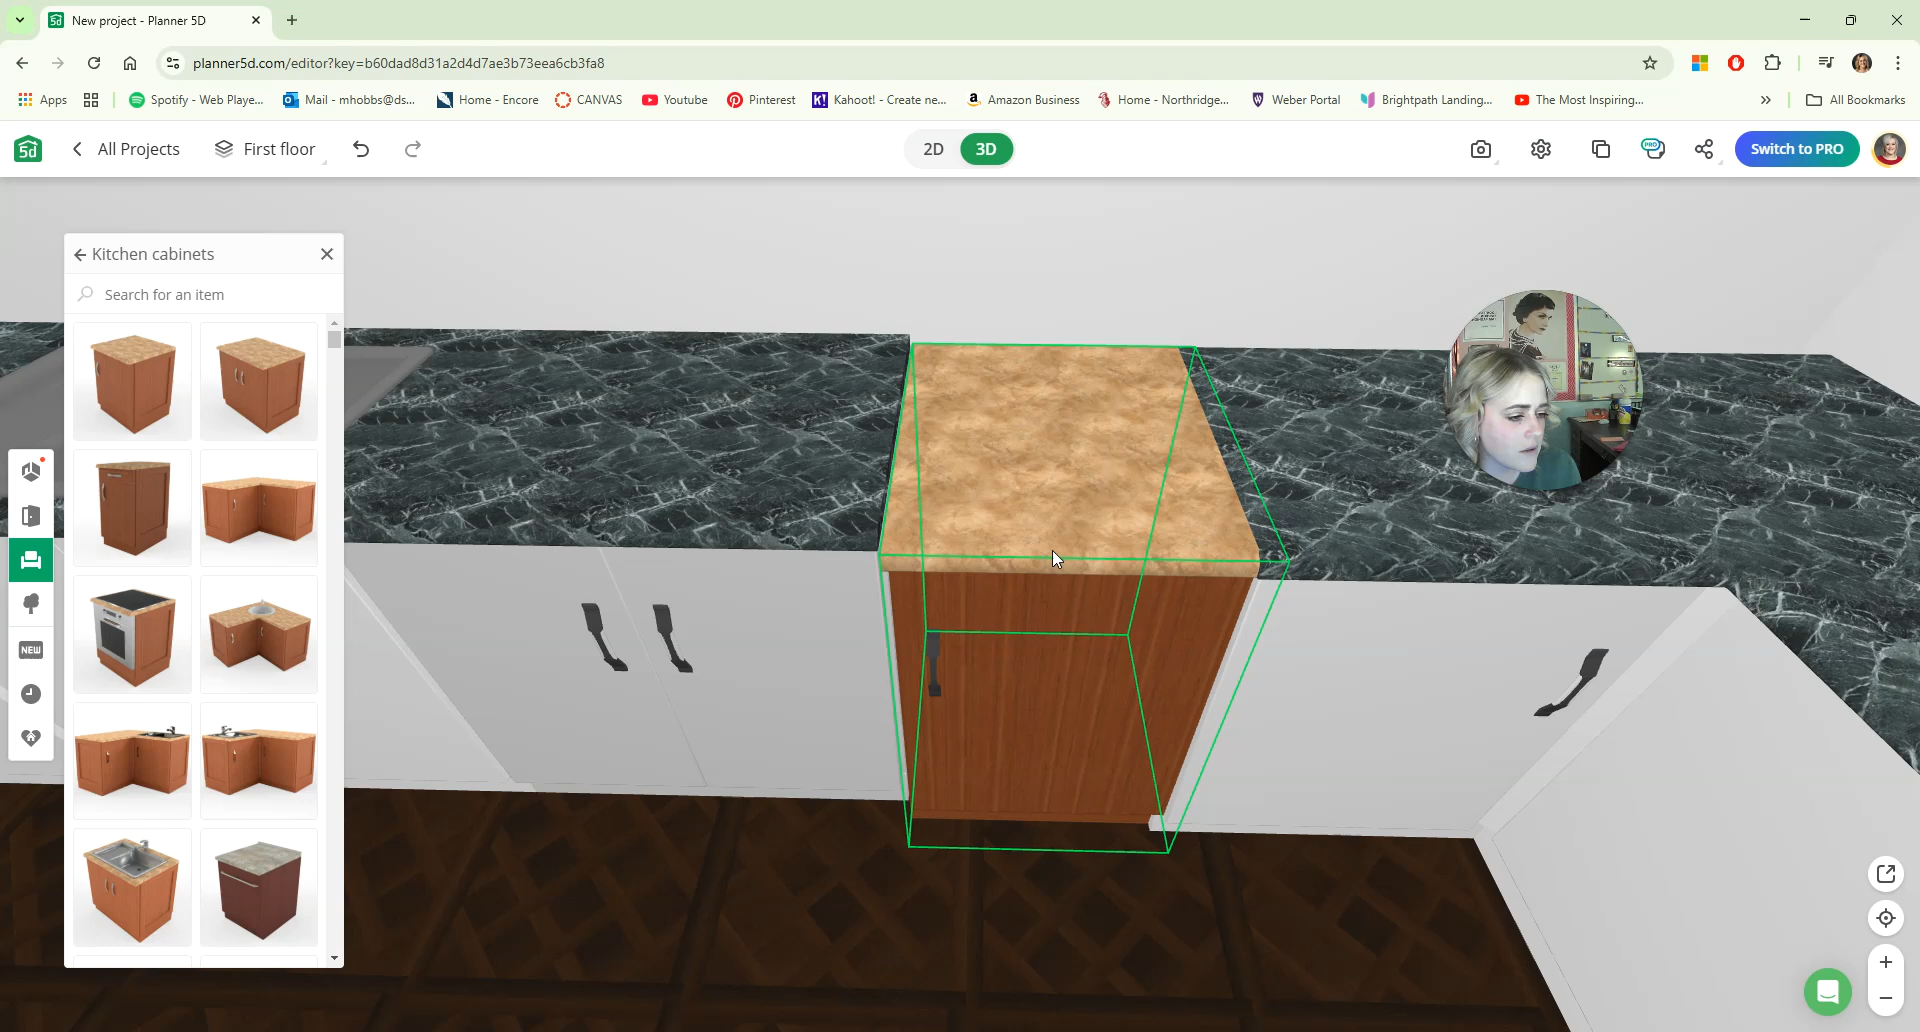 New project - Planner 5D
planner5d.com/editor?key=b60dad8d31a2d4d7ae3b73eea6cb3fa8
Apps
Spotify - Web Playe...
Mail - mhobbs@ds...
Home - Encore
CANVAS
Youtube
Pinterest
Kahoot! - Create ne...
Amazon Business
Home - Northridge...
Weber Portal
Brightpath Landing...
The Most Inspiring...
All Bookmarks
5d
All Projects
First floor
2D
3D
PRO
Switch to PRO
Kitchen cabinets
Search for an item
NEW